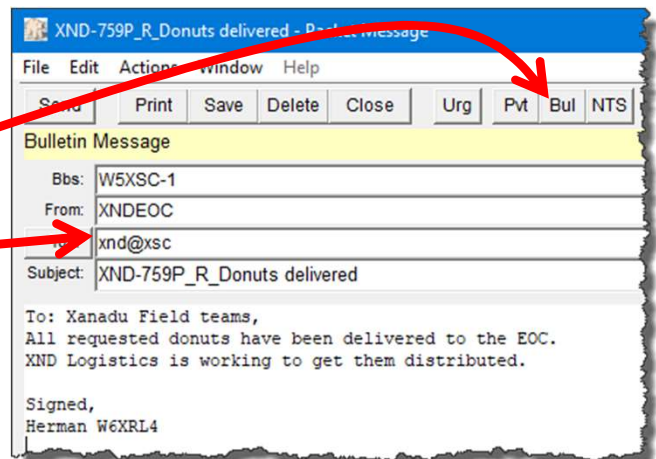 XND-759P_R_Donuts delivered - Packet Message
File Edit Actions Window Help
Send Print Save Delete Close Urg Pvt Bul NTS
Bulletin Message
Bbs: W5XSC-1
From: XNDEOC
xnd@xsc
Subject: XND-759P_R_Donuts delivered
To: Xanadu Field teams,
All requested donuts have been delivered to the EOC.
XND Logistics is working to get them distributed.
Signed,
Herman W6XRL4